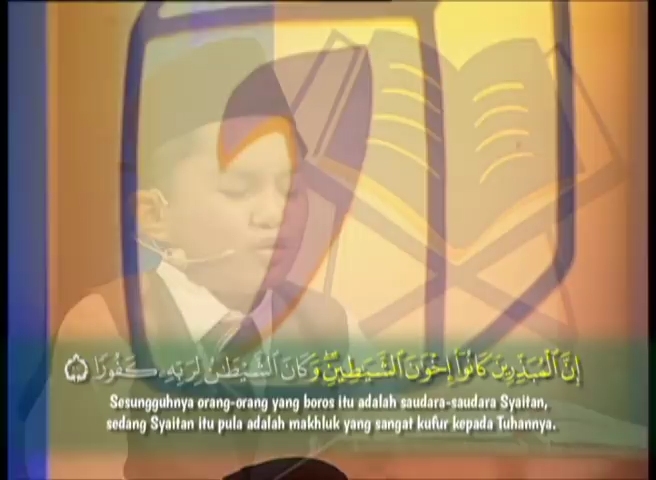 إِنَّ الْمُبَذِّرِينَ كَانُوا إِخْوَانَ الشَّيَاطِينِ ۖ وَكَانَ الشَّيْطَانُ لِرَبِّهِ كَفُورًا
Sesungguhnya orang-orang yang boros itu adalah saudara-saudara Syaitan,
sedang Syaitan itu pula adalah makhluk yang sangat kufur kepada Tuhannya.